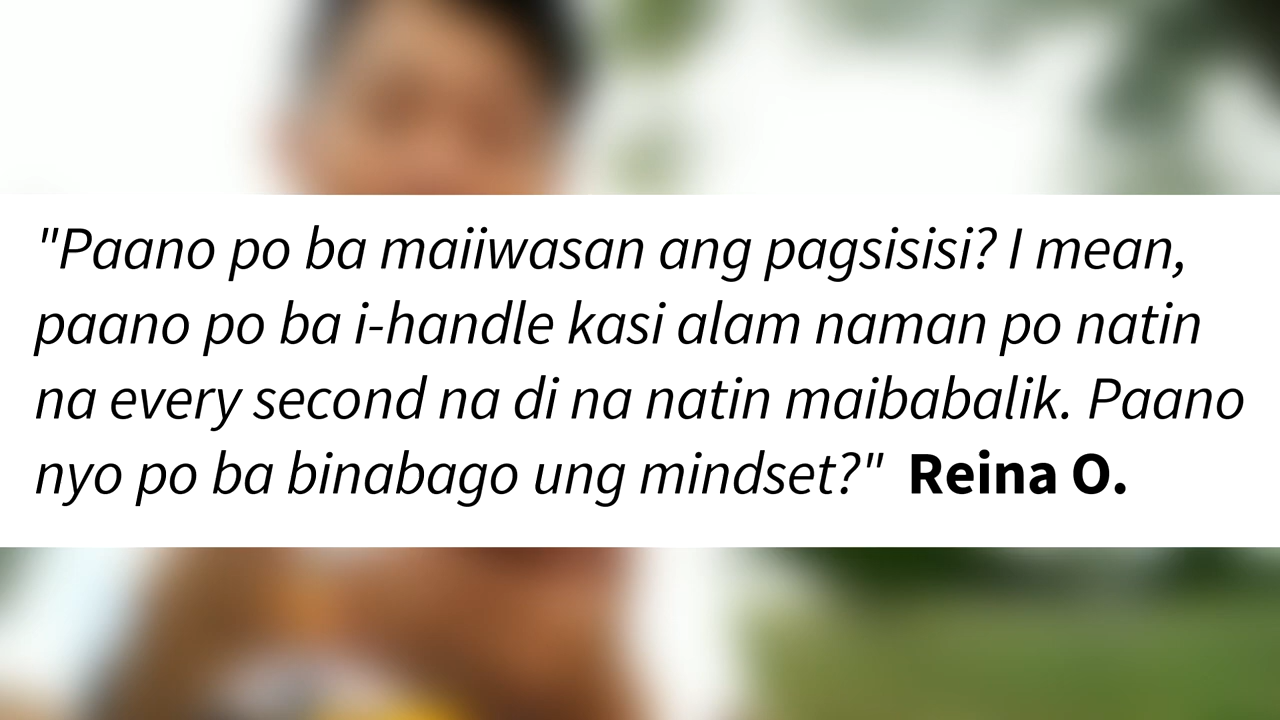 "Paano po ba maiiwasan ang pagsisisi? I mean,
paano po ba i-handle kasi alam naman po natin
na every second na di na natin maibabalik. Paano
nyo po ba binabago ung mindset?" Reina O.